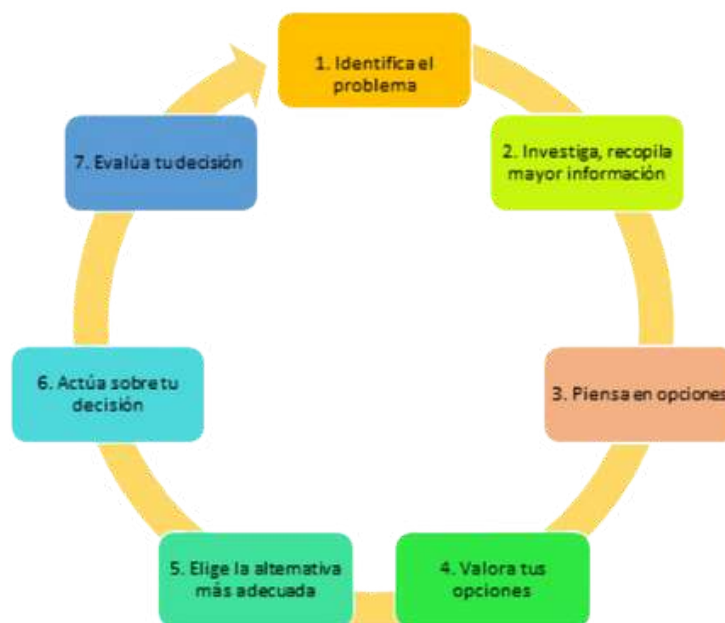 1. Identifica el
problema
2. Investiga, recopila
mayor información
3. Piensa en opciones
4. Valora tus
opciones
5. Elige la alternativa
más adecuada
6. Actúa sobre tu
decisión
7. Evalúa tu decisión